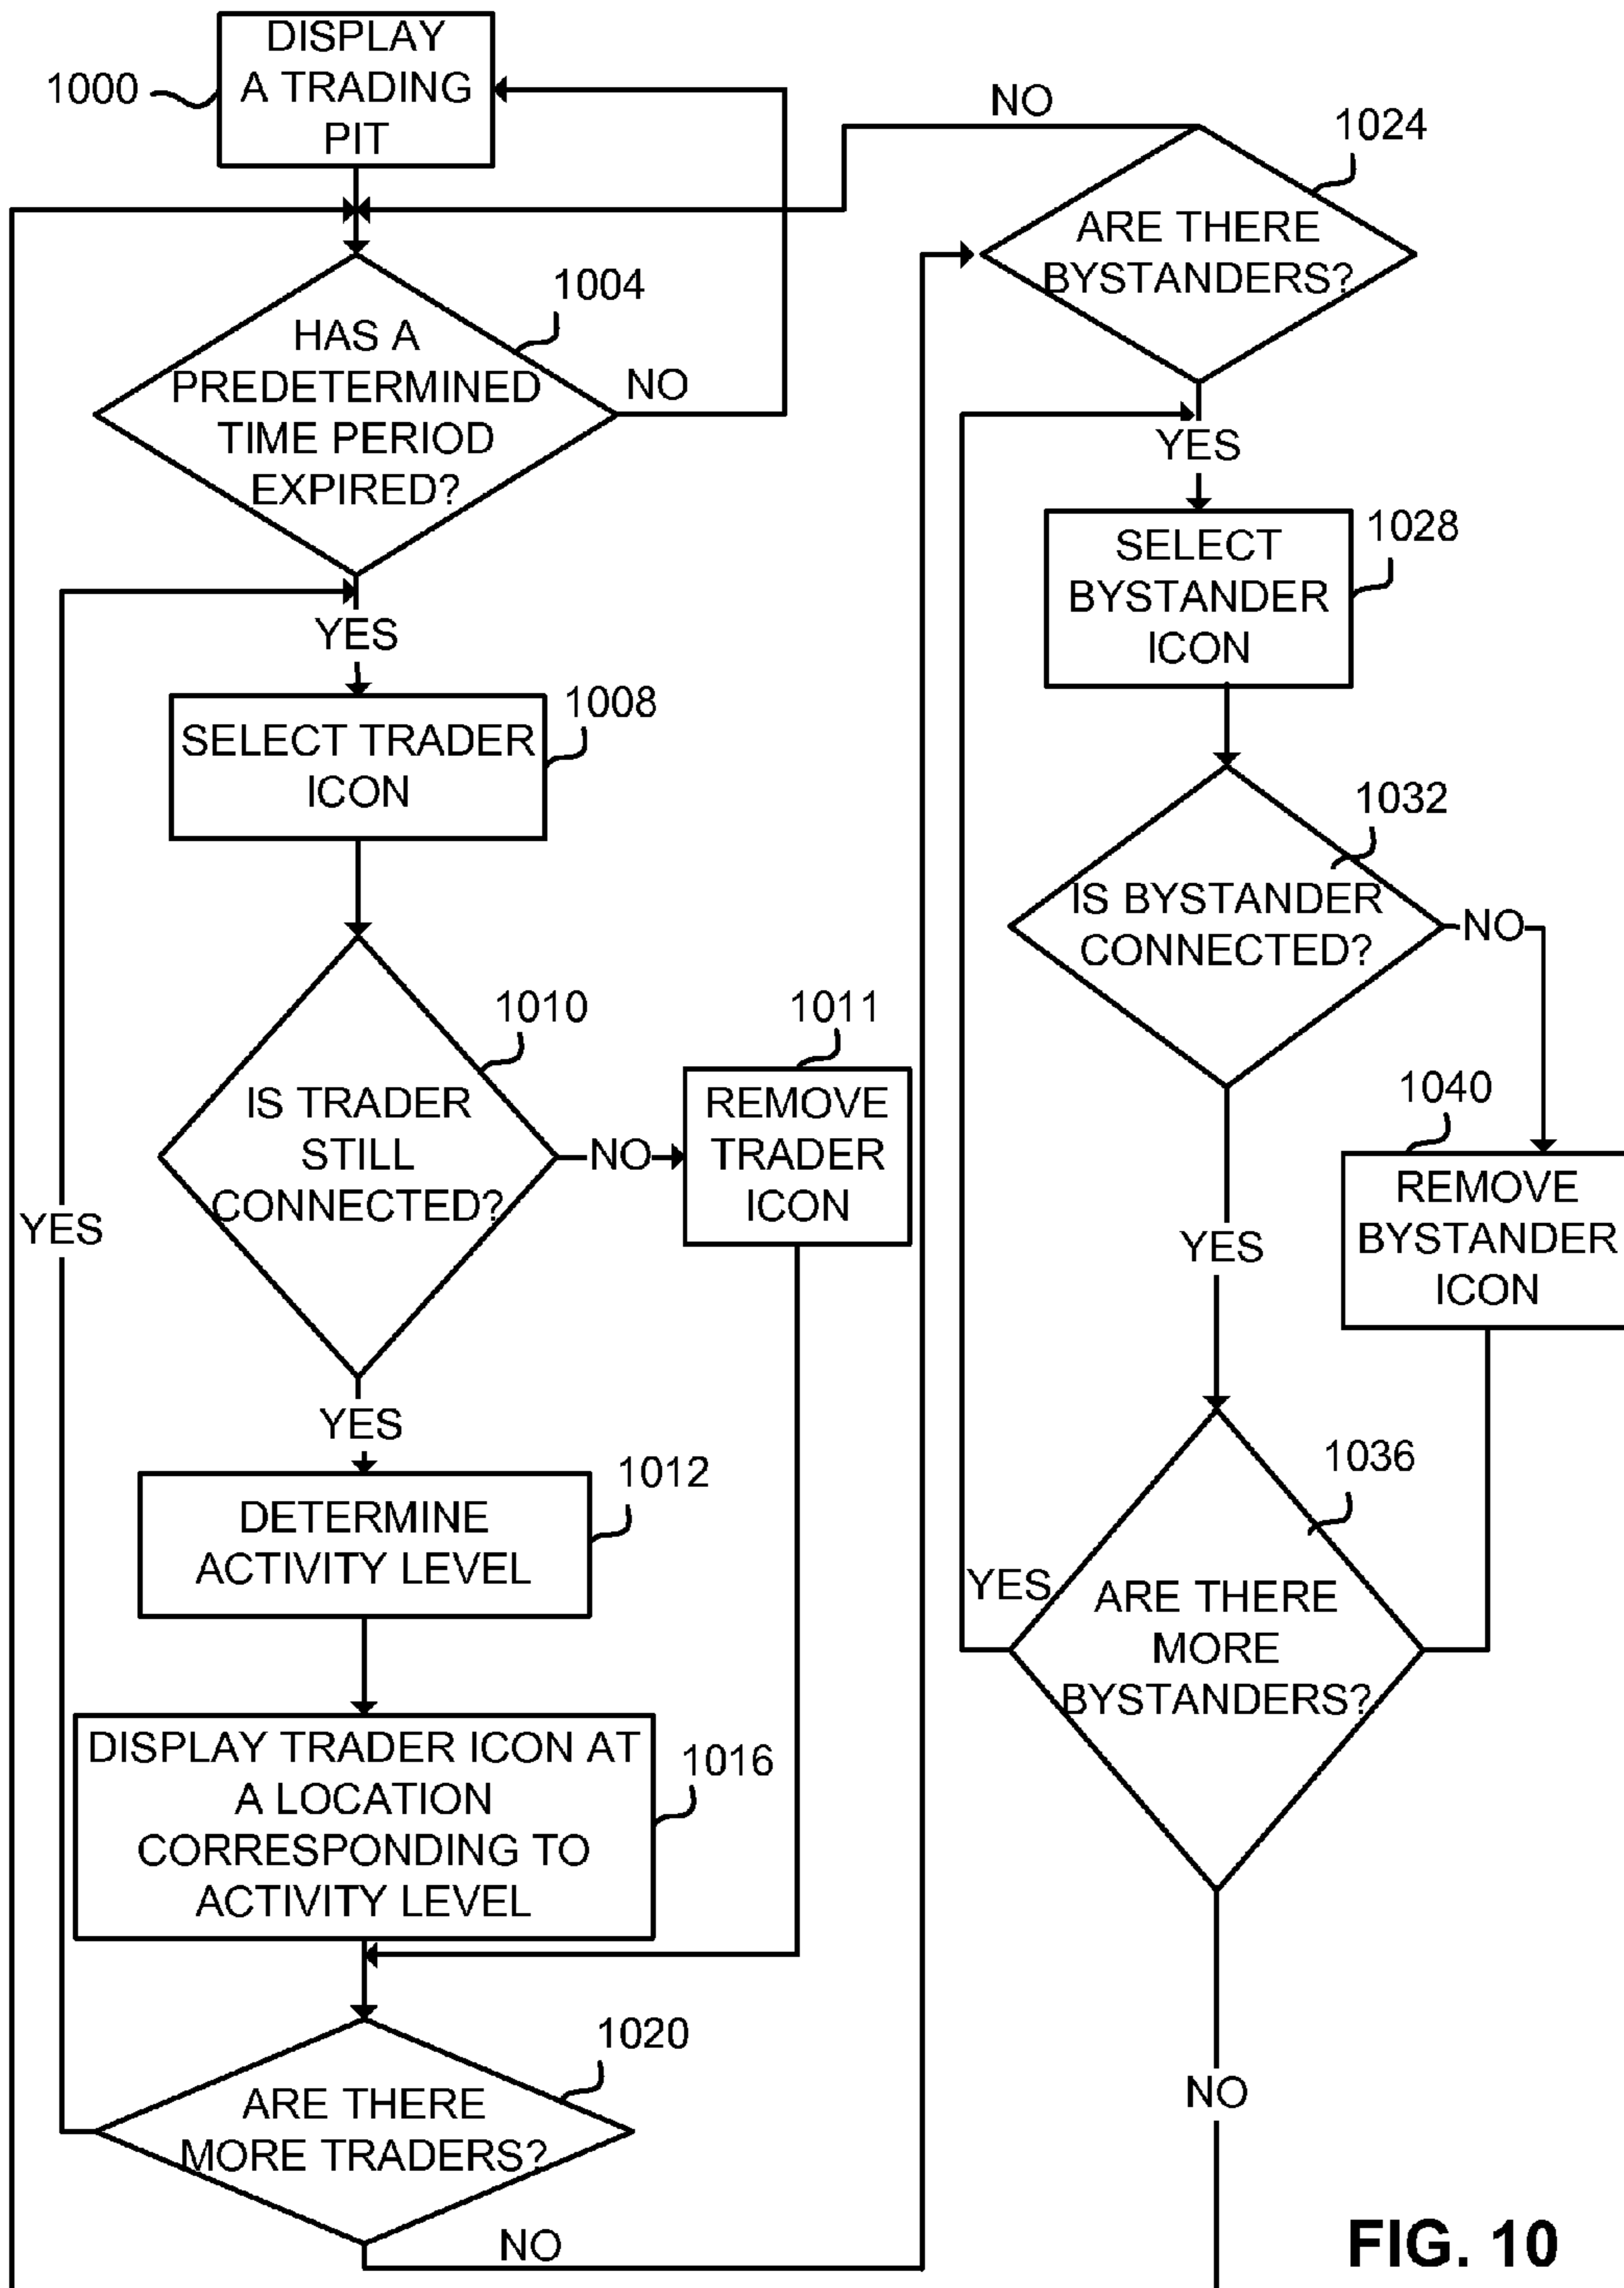 DISPLAY
A TRADING
PIT
1000
HAS A
PREDETERMINED
TIME PERIOD
EXPIRED?
1004
NO
YES
SELECT TRADER
ICON
1008
IS TRADER
STILL
CONNECTED?
1010
NO
REMOVE
TRADER
ICON
1011
YES
DETERMINE
ACTIVITY LEVEL
1012
DISPLAY TRADER ICON AT
A LOCATION
CORRESPONDING TO
ACTIVITY LEVEL
1016
ARE THERE
MORE TRADERS?
1020
YES
NO
ARE THERE
BYSTANDERS?
1024
NO
YES
SELECT
BYSTANDER
ICON
1028
IS BYSTANDER
CONNECTED?
1032
NO
REMOVE
BYSTANDER
ICON
1040
YES
ARE THERE
MORE
BYSTANDERS?
1036
YES
NO
FIG. 10